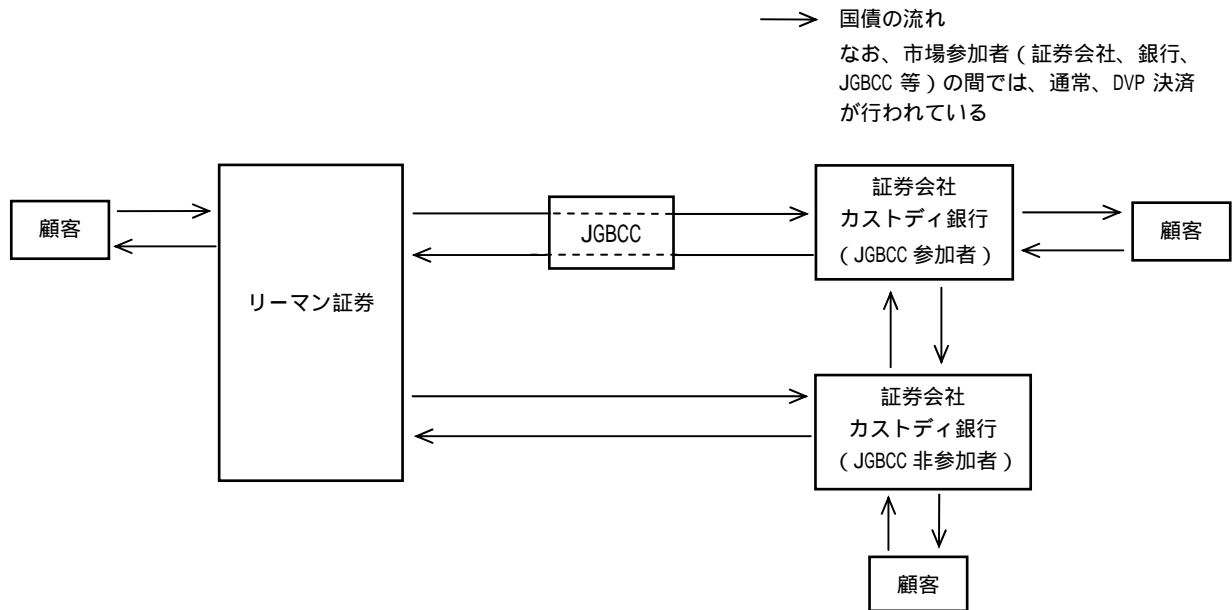 国債の流れ
なお、市場参加者(証券会社、銀行、
JGBCC 等)の間では、通常、DVP 決済
が行われている
顧客
リーマン証券
JGBCC
証券会社
カストディ銀行
(JGBCC 参加者)
顧客
証券会社
カストディ銀行
(JGBCC 非参加者)
顧客